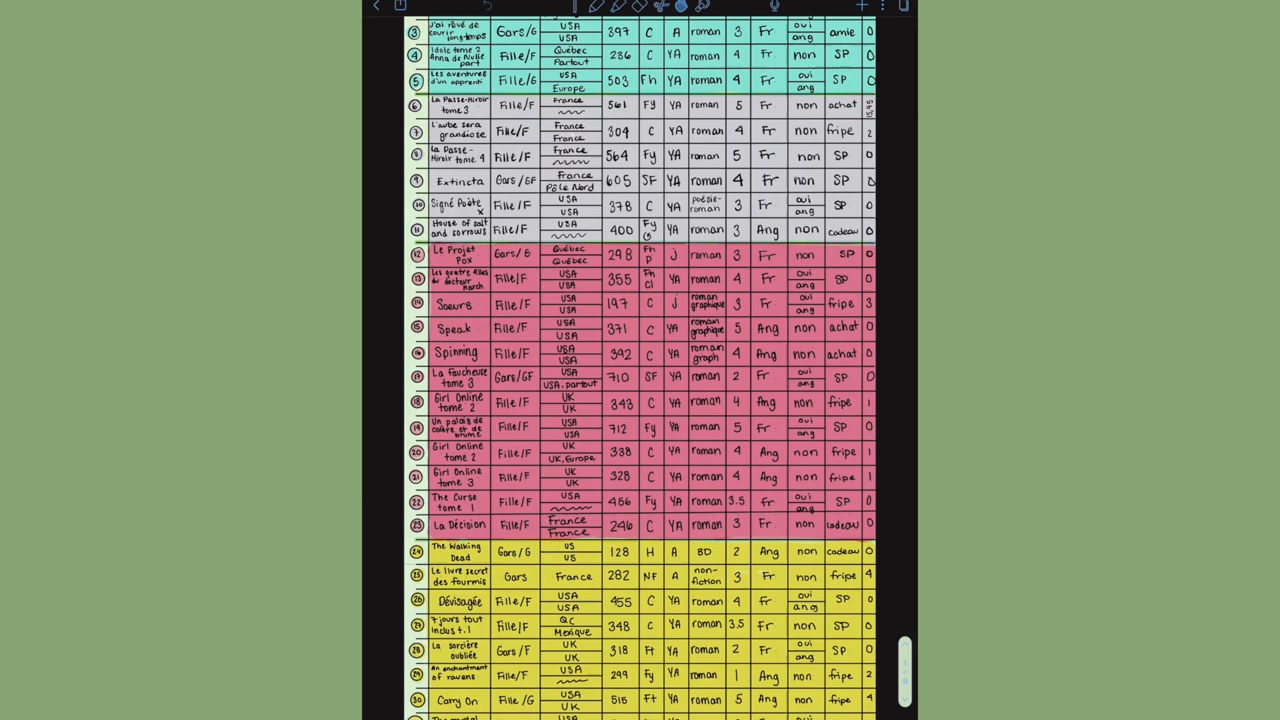 3 J'ai rêvé de courir longtemps Gars/G USA USA 397 C A roman 3 Fr oui ang amie 0
4 Idole tome 2 Anna de Nulle part Fille/F Québec Partout 236 C YA roman 4 Fr non SP 0
5 Les aventures d'un apprenti Fille/G USA Europe 503 Fh YA roman 4 Fr oui ang SP 0
6 La Passe-Miroir tome 3 Fille/F France 561 Fy YA roman 5 Fr non achat 15,95
7 L'aube sera grandiose Fille/F France France 304 C YA roman 4 Fr non fripe 2
8 La Passe-Miroir tome 4 Fille/F France 564 Fy YA roman 5 Fr non SP 0
9 Extincta Gars/GF France Pôle Nord 605 SF YA roman 4 Fr non SP 0
10 Signé Poète X Fille/F USA USA 378 C YA poésie-roman 3 Fr oui ang SP 0
11 House of salt and sorrows Fille/F USA 400 Fy G YA roman 3 Ang non cadeau 0
12 Le Projet Pox Gars/G Québec Québec 298 Fh P j roman 3 Fr non SP 0
13 Les quatre filles du docteur March Fille/F USA USA 355 Fh Cl YA roman 4 Fr oui ang SP 0
14 Soeurs Fille/F USA USA 197 C j roman graphique 3 Fr oui ang fripe 3
15 Speak Fille/F USA USA 371 C YA roman graphique 5 Ang non achat 0
16 Spinning Fille/F USA USA 392 C YA roman graph 4 Ang non achat 0
17 La Faucheuse tome 3 Gars/GF USA USA, partout 710 SF YA roman 2 Fr oui ang SP 0
18 Girl Online tome 2 Fille/F UK UK 343 C YA roman 4 Ang non fripe 1
19 Un palais de colère et de brume Fille/F USA USA 712 Fy YA roman 5 Fr oui ang SP 0
20 Girl Online tome 2 Fille/F UK UK, Europe 338 C YA roman 4 Ang non fripe 1
21 Girl Online tome 3 Fille/F UK UK 328 C YA roman 4 Ang non fripe 1
22 The Curse tome 1 Fille/F USA 456 Fy YA roman 3.5 fr oui ang SP 0
23 La Décision Fille/F France France 246 C YA roman 3 Fr non cadeau 0
24 The Walking Dead Gars/G US US 128 H A BD 2 Ang non cadeau 0
25 Le livre secret des fourmis Gars France 282 NF A non-fiction 3 Fr non fripe 4
26 Dévisagée Fille/F USA USA 455 C YA roman 4 Fr oui ang SP 0
27 7 jours tout inclus t.1 Fille/F QC Mexique 348 C YA roman 3.5 Fr non SP 0
28 La sorcière oubliée Gars/F UK UK 318 Ft YA roman 2 Fr oui ang SP 0
29 An enchantment of ravens Fille/F USA 299 Fy YA roman 1 Ang non fripe 2
30 Carry On Fille/G USA UK 515 Ft YA roman 5 Ang non fripe 4
USA